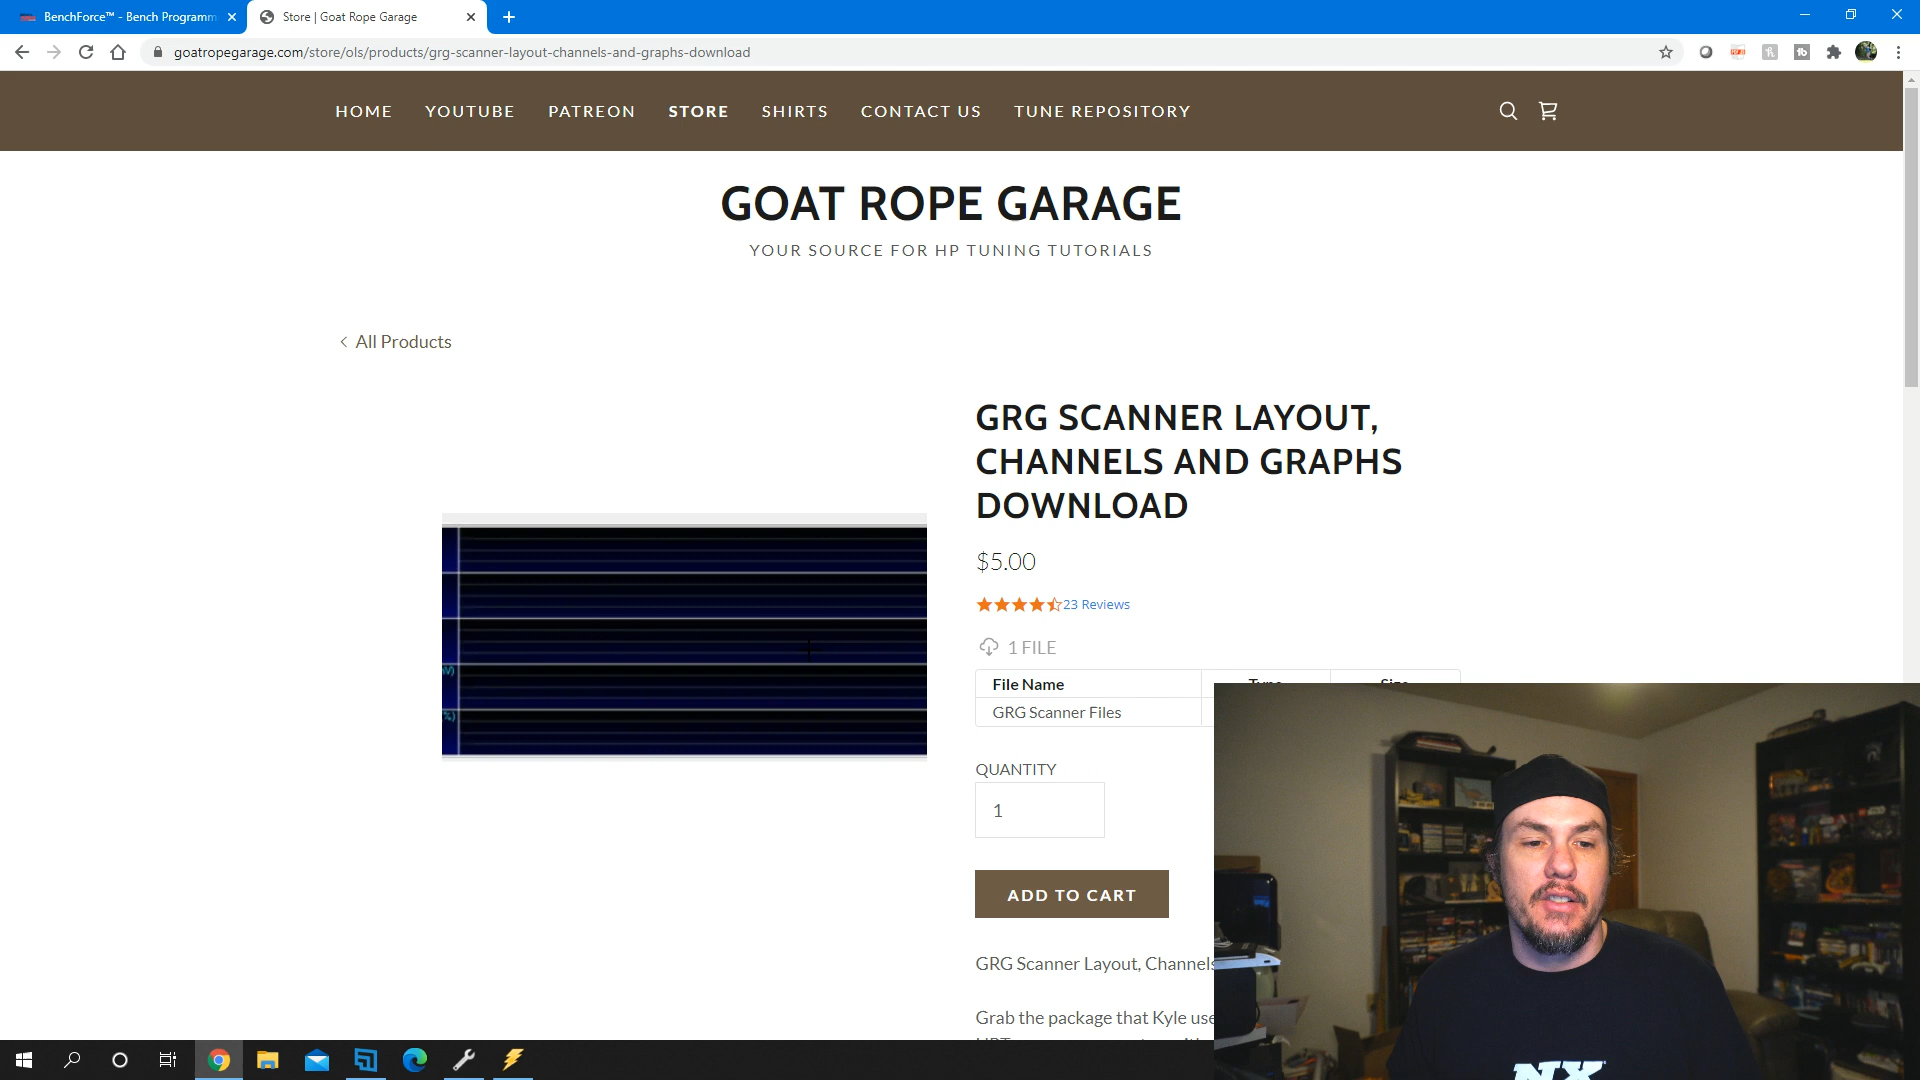 BenchForce™ - Bench Programm
Store | Goat Rope Garage
goatropegarage.com/store/ols/products/grg-scanner-layout-channels-and-graphs-download
HOME YOUTUBE PATREON STORE SHIRTS CONTACT US TUNE REPOSITORY
GOAT ROPE GARAGE
YOUR SOURCE FOR HP TUNING TUTORIALS
All Products
GRG SCANNER LAYOUT,
CHANNELS AND GRAPHS
DOWNLOAD
$5.00
23 Reviews
1 FILE
File Name Type Size
GRG Scanner Files
QUANTITY
1
ADD TO CART
GRG Scanner Layout, Channels
Grab the package that Kyle use
NX